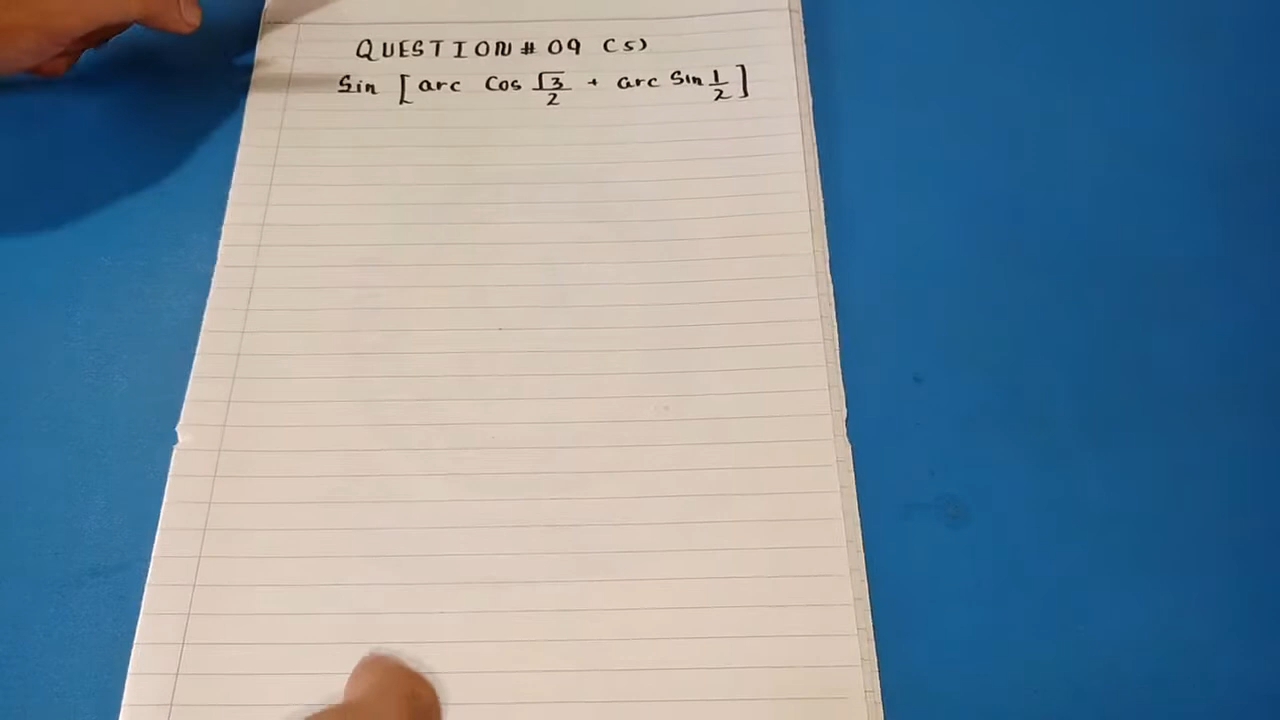 QUESTION # 09 (5)
Sin [arc Cos √3/2 + arc Sin 1/2]